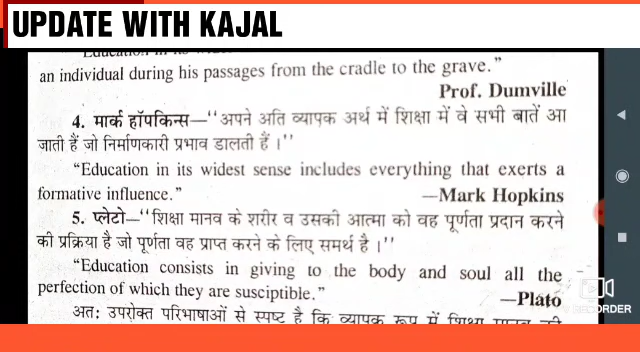 UPDATE WITH KAJAL
an individual during his passages from the cradle to the grave.”
Prof. Dumville
4. मार्क हॉपकिन्स—‘‘अपने अति व्यापक अर्थ में शिक्षा में वे सभी बातें आ
जाती हैं जो निर्माणकारी प्रभाव डालती हैं ।’’
“Education in its widest sense includes everything that exerts a
formative influence.”
—Mark Hopkins
5. प्लेटो—‘‘शिक्षा मानव के शरीर व उसकी आत्मा को वह पूर्णता प्रदान करने
की प्रक्रिया है जो पूर्णता वह प्राप्त करने के लिए समर्थ है ।’’
“Education consists in giving to the body and soul all the
perfection of which they are susciptible.”
—Plato
अतः उपरोक्त परिभाषाओं से स्पष्ट है कि व्यापक रूप में शिक्षा मानव की